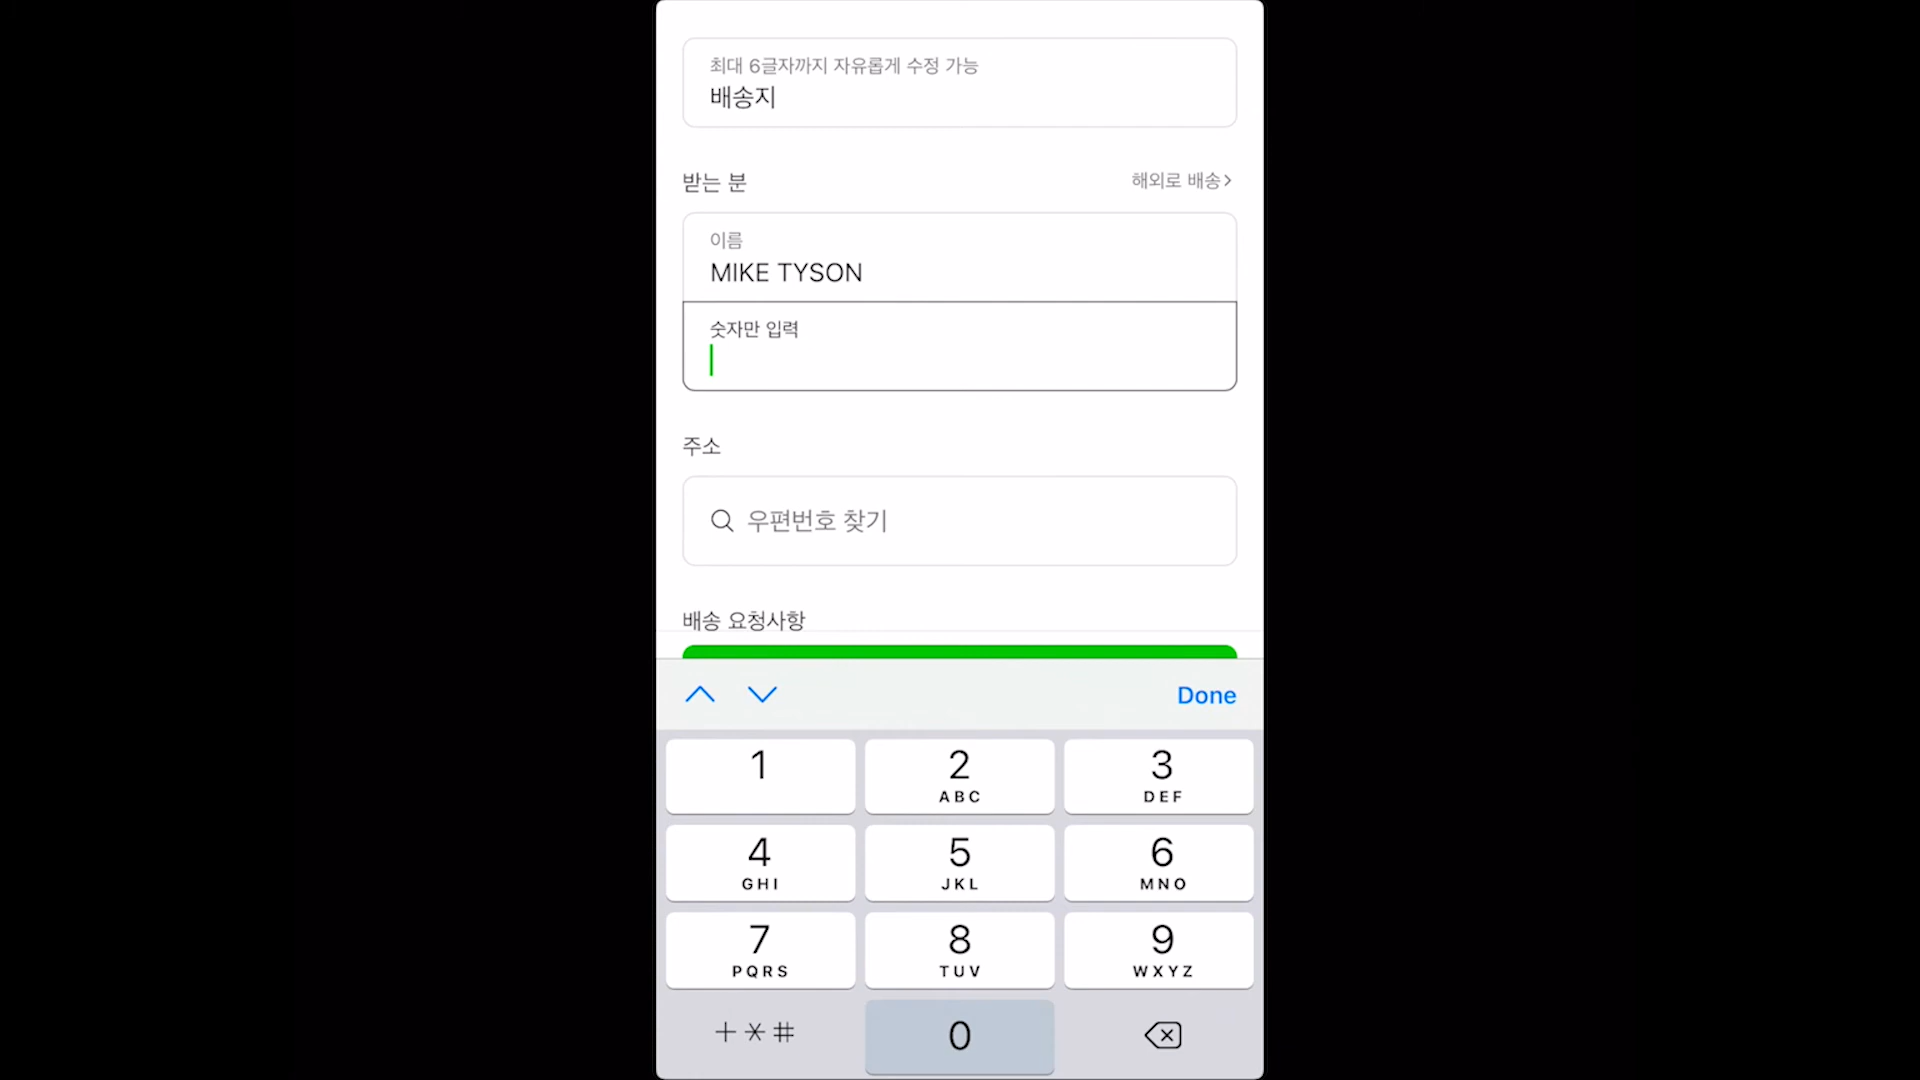 최대 6글자까지 자유롭게 수정 가능
배송지
받는 분
해외로 배송
이름
MIKE TYSON
숫자만 입력
주소
우편번호 찾기
배송 요청사항
Done
1
2
ABC
3
DEF
4
GHI
5
JKL
6
MNO
7
PQRS
8
TUV
9
WXYZ
+*#
0